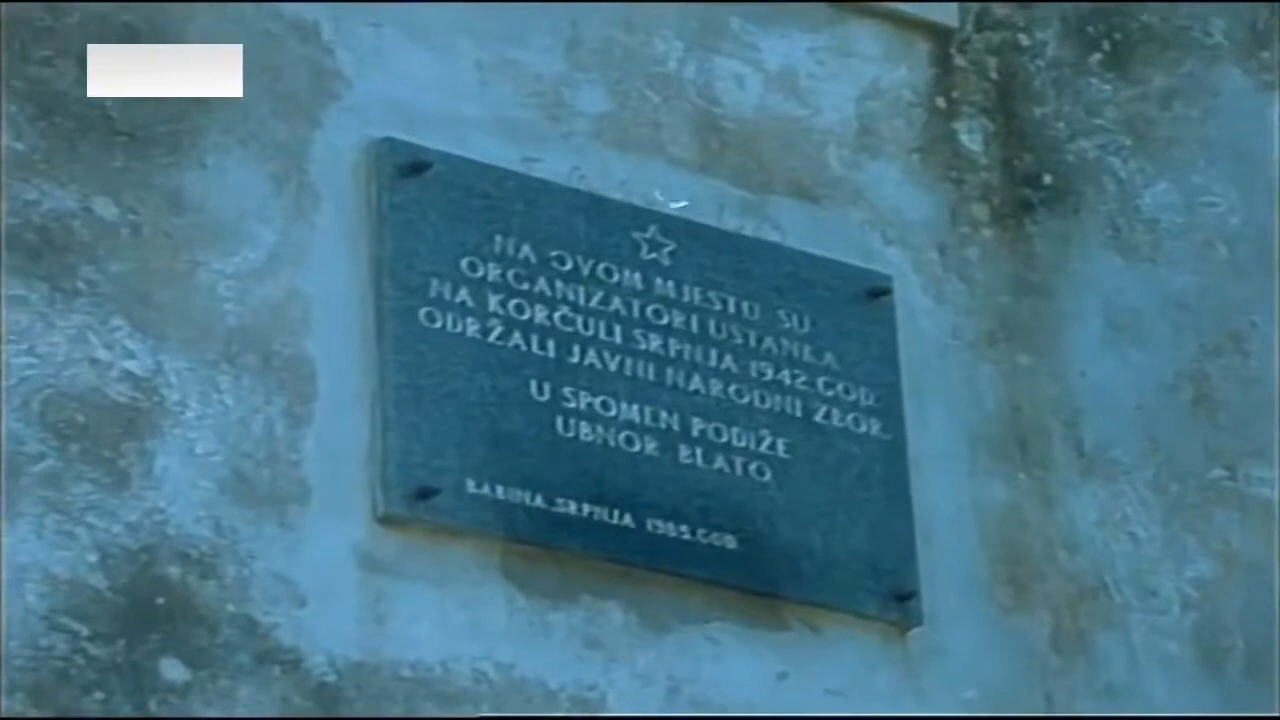 NA OVOM MJESTU SU
ORGANIZATORI USTANKA
NA KORČULI SRPNJA 1942.GOD.
ODRŽALI JAVNI NARODNI ZBOR.
U SPOMEN PODIŽE
UBNOR BLATO
BABINA, SRPNJA 1985.GOD.